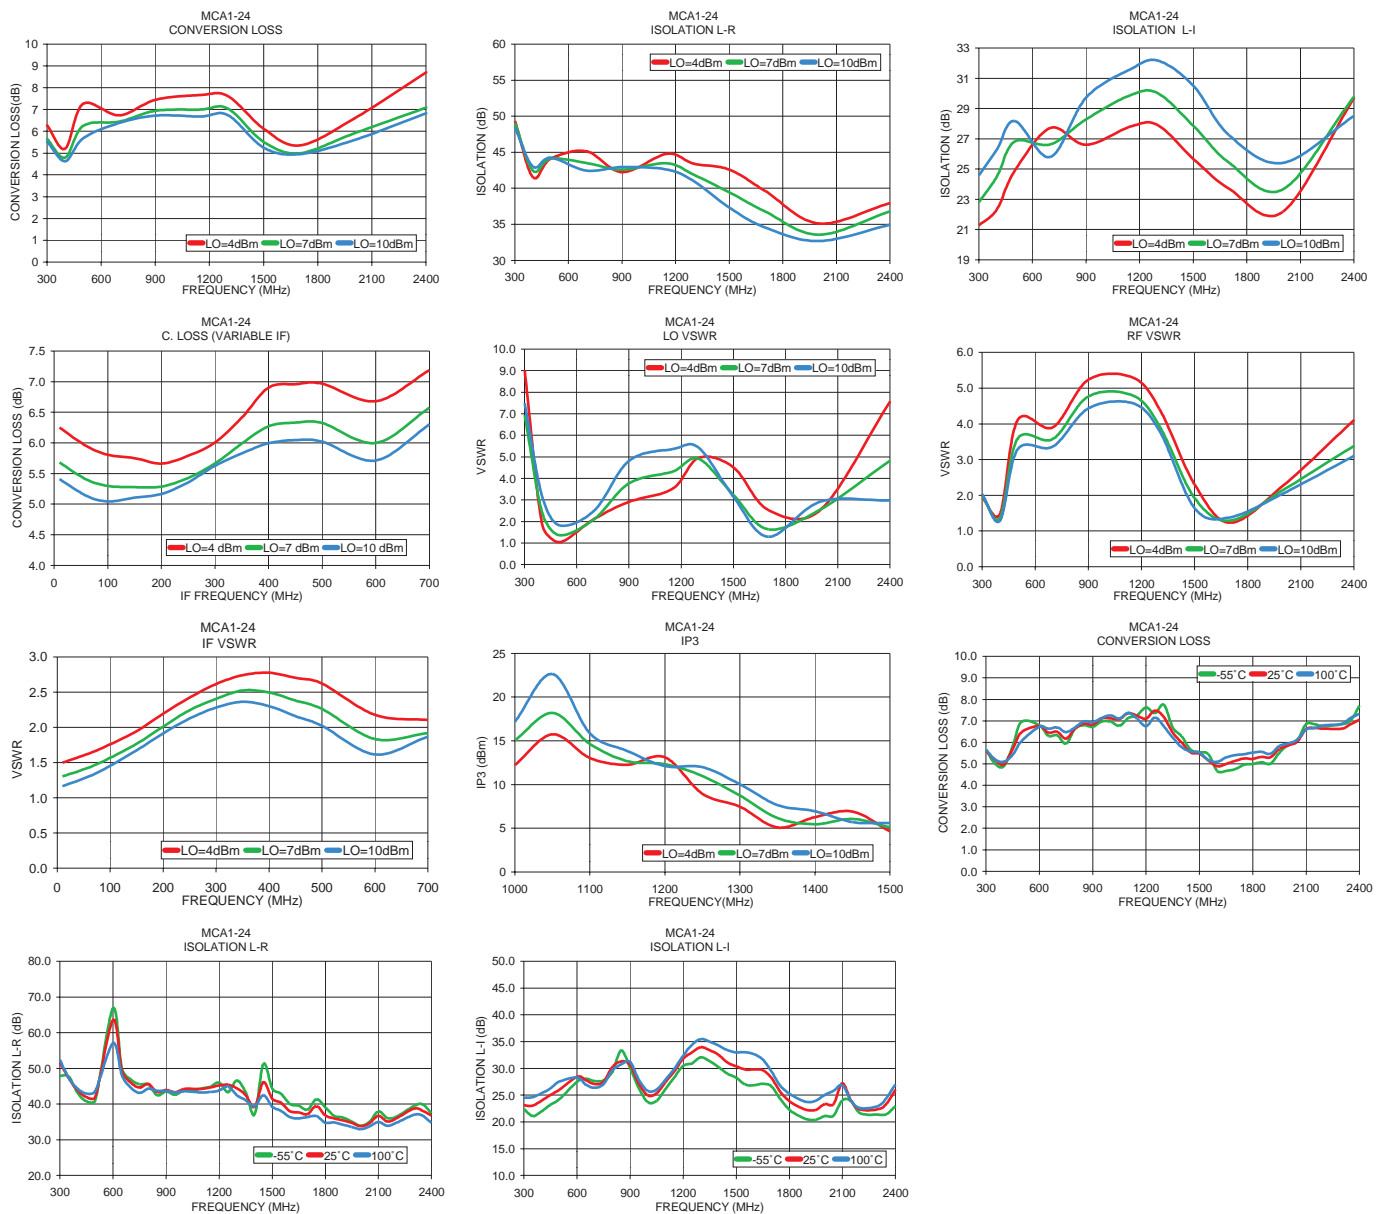 MCA1-24
CONVERSION LOSS
CONVERSION LOSS(dB)
10
9
8
7
6
5
4
3
2
1
0
LO=4dBm LO=7dBm LO=10dBm
300 600 900 1200 1500 1800 2100 2400
FREQUENCY (MHz)
MCA1-24
ISOLATION L-R
ISOLATION (dB)
60
55
50
45
40
35
30
LO=4dBm LO=7dBm LO=10dBm
300 600 900 1200 1500 1800 2100 2400
FREQUENCY (MHz)
MCA1-24
ISOLATION L-I
ISOLATION (dB)
33
31
29
27
25
23
21
19
LO=4dBm LO=7dBm LO=10dBm
300 600 900 1200 1500 1800 2100 2400
FREQUENCY (MHz)
MCA1-24
C. LOSS (VARIABLE IF)
CONVERSION LOSS (dB)
7.5
7.0
6.5
6.0
5.5
5.0
4.5
4.0
LO=4 dBm LO=7 dBm LO=10 dBm
0 100 200 300 400 500 600 700
IF FREQUENCY (MHz)
MCA1-24
LO VSWR
VSWR
10.0
9.0
8.0
7.0
6.0
5.0
4.0
3.0
2.0
1.0
0.0
LO=4dBm LO=7dBm LO=10dBm
300 600 900 1200 1500 1800 2100 2400
FREQUENCY (MHz)
MCA1-24
RF VSWR
VSWR
6.0
5.0
4.0
3.0
2.0
1.0
0.0
LO=4dBm LO=7dBm LO=10dBm
300 600 900 1200 1500 1800 2100 2400
FREQUENCY (MHz)
MCA1-24
IF VSWR
VSWR
3.0
2.5
2.0
1.5
1.0
0.5
0.0
LO=4dBm LO=7dBm LO=10dBm
0 100 200 300 400 500 600 700
FREQUENCY (MHz)
MCA1-24
IP3
IP3 (dBm)
25
20
15
10
5
0
LO=4dBm LO=7dBm LO=10dBm
1000 1100 1200 1300 1400 1500
FREQUENCY(MHz)
MCA1-24
CONVERSION LOSS
CONVERSION LOSS (dB)
10.0
9.0
8.0
7.0
6.0
5.0
4.0
3.0
2.0
1.0
0.0
-55˚C 25˚C 100˚C
300 600 900 1200 1500 1800 2100 2400
FREQUENCY (MHz)
MCA1-24
ISOLATION L-R
ISOLATION L-R (dB)
80.0
70.0
60.0
50.0
40.0
30.0
20.0
-55˚C 25˚C 100˚C
300 600 900 1200 1500 1800 2100 2400
FREQUENCY (MHz)
MCA1-24
ISOLATION L-I
ISOLATION L-I (dB)
50.0
45.0
40.0
35.0
30.0
25.0
20.0
15.0
10.0
-55˚C 25˚C 100˚C
300 600 900 1200 1500 1800 2100 2400
FREQUENCY (MHz)